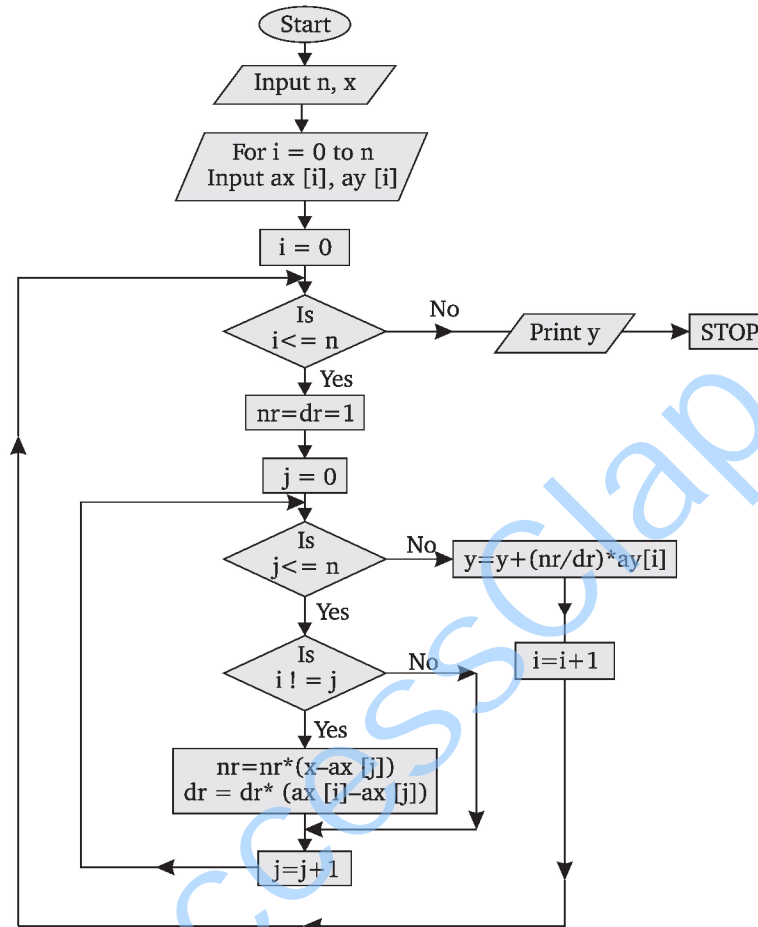 Start
Input n, x
For i = 0 to n
Input ax [i], ay [i]
i = 0
Is
i<= n
No
Print y
STOP
Yes
nr=dr=1
j = 0
Is
j<= n
No
y=y+(nr/dr)*ay[i]
Yes
i=i+1
Is
i ! = j
No
Yes
nr=nr*(x–ax [j])
dr = dr* (ax [i]–ax [j])
j=j+1
ccessClap